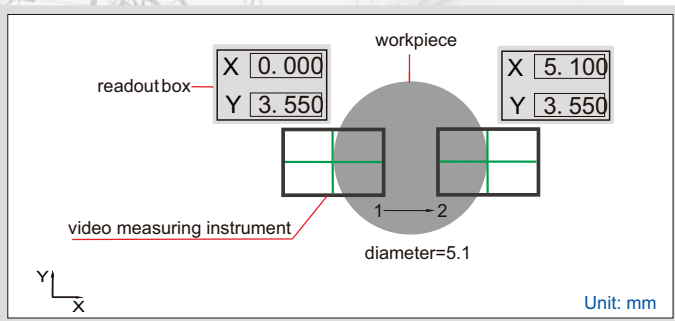 workpiece
X 0.000
Y 3.550
X 5.100
Y 3.550
readout box
1 2
video measuring instrument
diameter=5.1
Y
X
Unit: mm